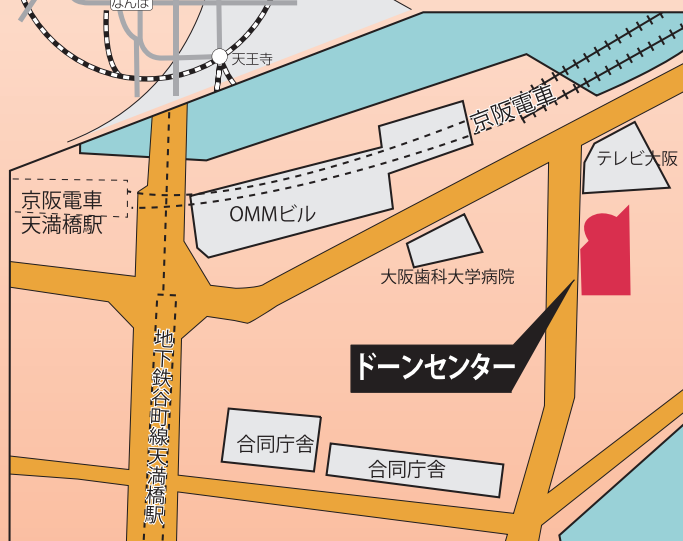 なんば
天王寺
京阪電車
テレビ大阪
京阪電車
天満橋駅
OMMビル
大阪歯科大学病院
ドーンセンター
地下鉄谷町線天満橋駅
合同庁舎
合同庁舎